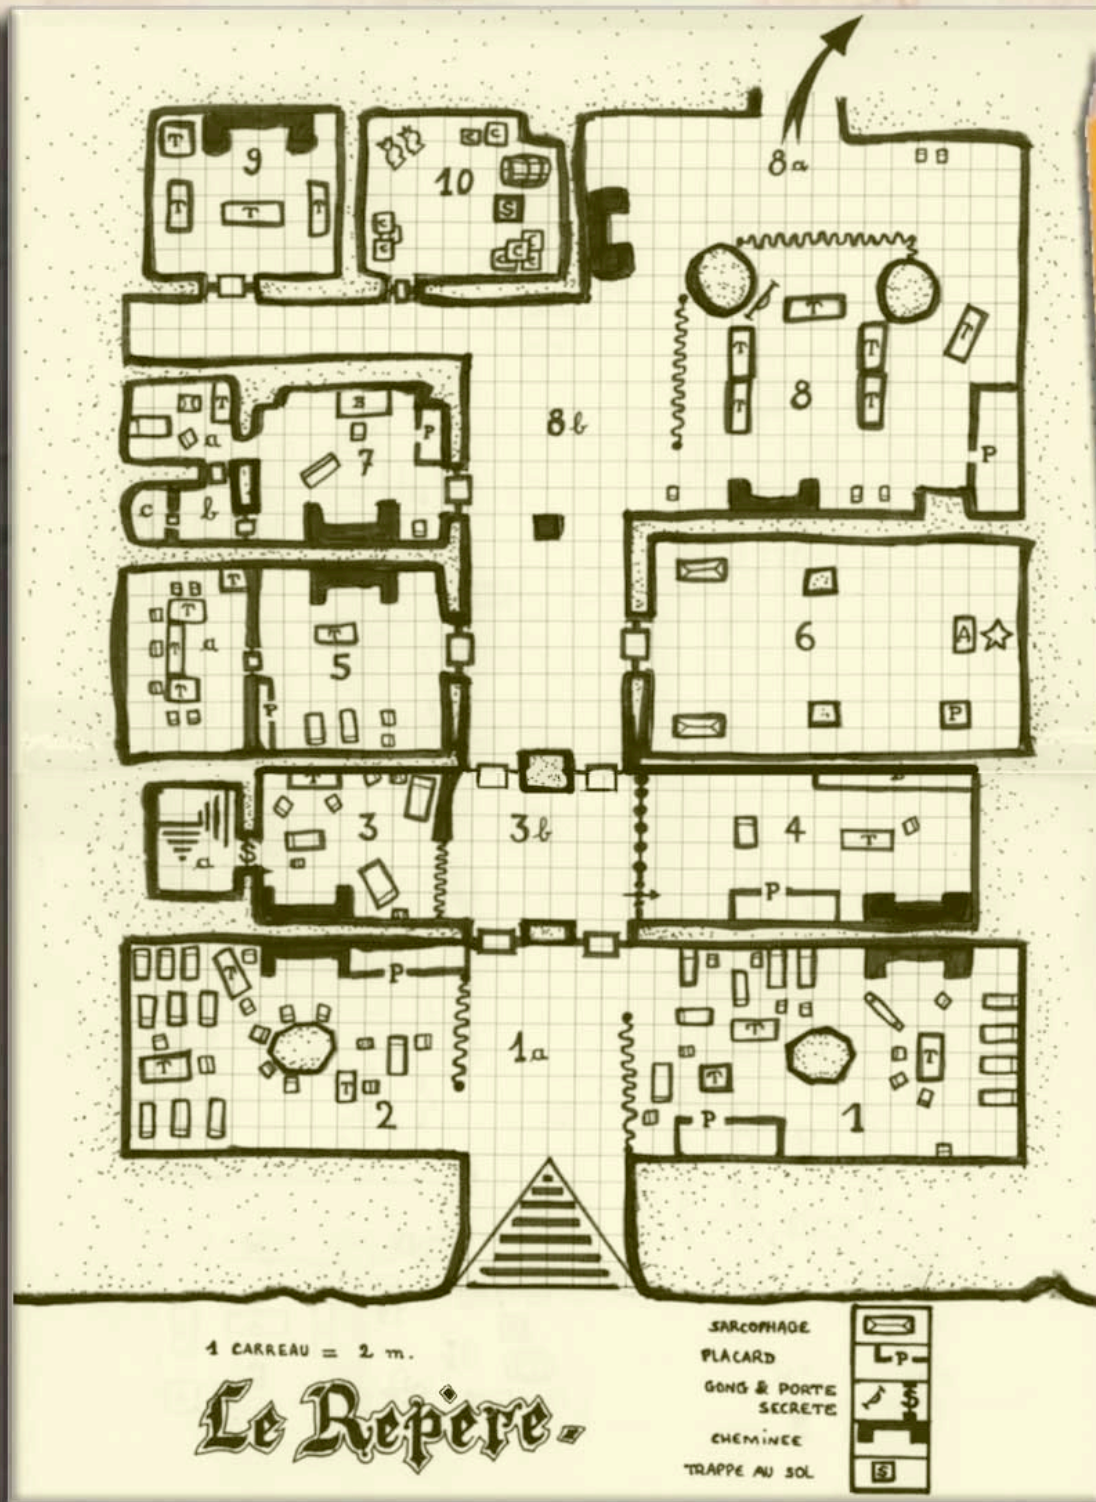 8a
9
T
T
T
T
10
C
C
S
C
C
C
C
C
T
T
T
T
T
T
8
8b
P
T
a
B
P
7
c
b
T
T
a
T
T
T
5
P
6
A
P
T
3
3b
4
T
P
a
S
T
P
T
T
2
1a
T
T
T
P
1
1 CARREAU = 2 m.
Le Repère.
SARCOPHAGE
PLACARD
P
GONG & PORTE
SECRETE
S
CHEMINEE
TRAPPE AU SOL
S